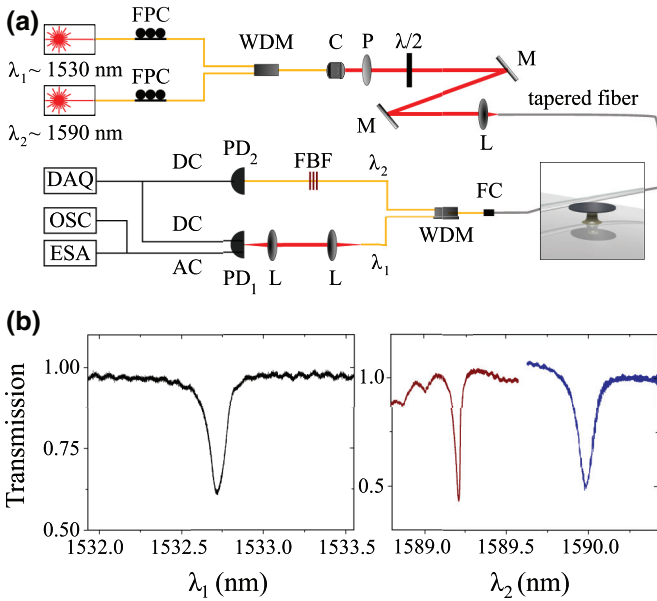 (a)
FPC
λ1~ 1530 nm
FPC
λ2~ 1590 nm
WDM
C
P
λ/2
M
M
L
tapered fiber
DAQ
OSC
ESA
DC
DC
AC
PD2
PD1
FBF
L
L
λ2
λ1
WDM
FC
(b)
Transmission
1.00
0.75
0.50
1532.0
1532.5
1533.0
1533.5
λ1 (nm)
1.0
0.5
1589.0
1589.5
1590.0
λ2 (nm)